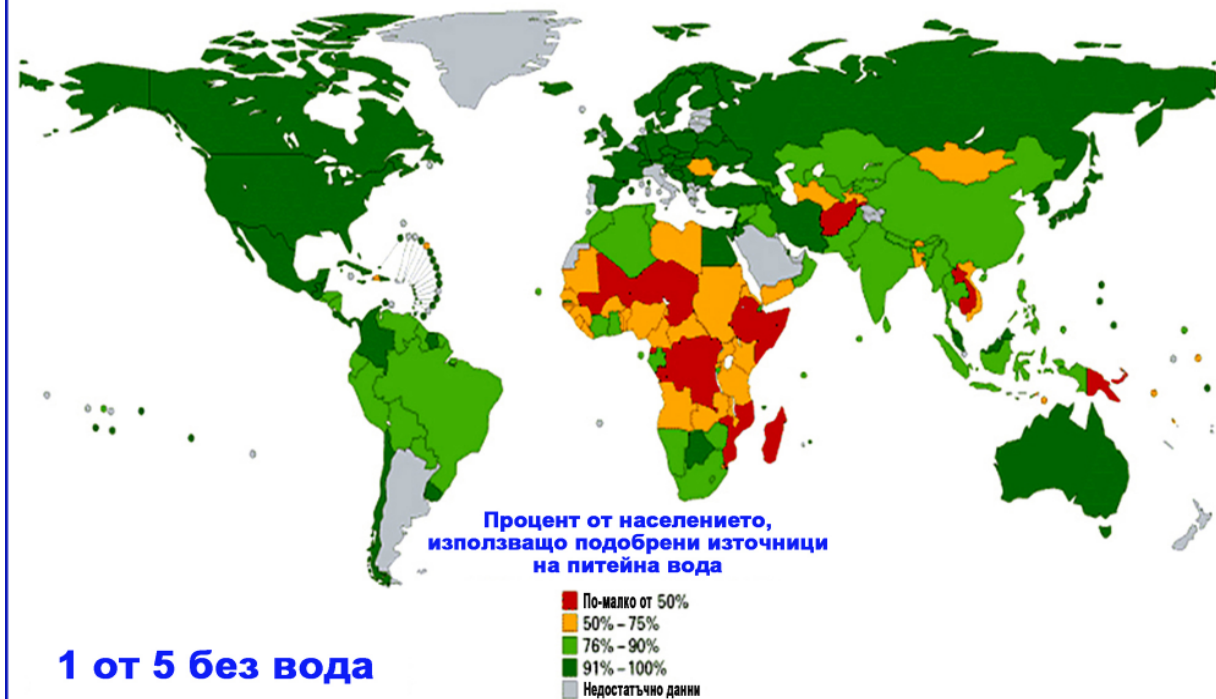 Процент от населението,
използващо подобрени източници
на питейна вода
По-малко от 50%
50% – 75%
76% – 90%
91% – 100%
Недостатъчно данни
1 от 5 без вода